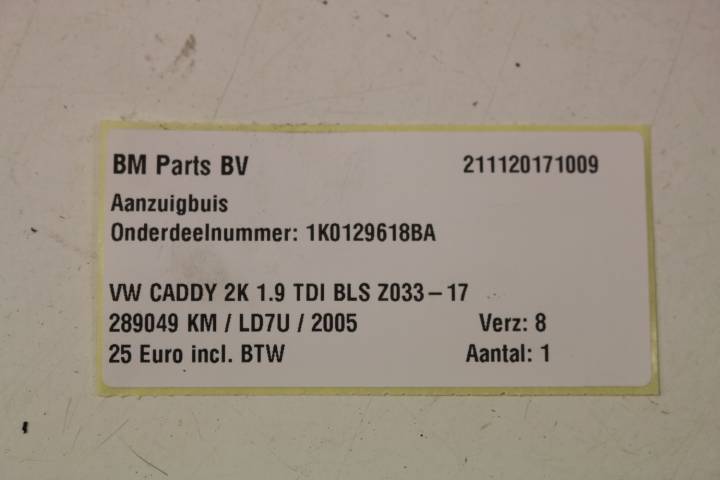 BM Parts BV 211120171009
Aanzuigbuis
Onderdeelnummer: 1K0129618BA
VW CADDY 2K 1.9 TDI BLS Z033-17
289049 KM / LD7U / 2005 Verz: 8
25 Euro incl. BTW Aantal: 1